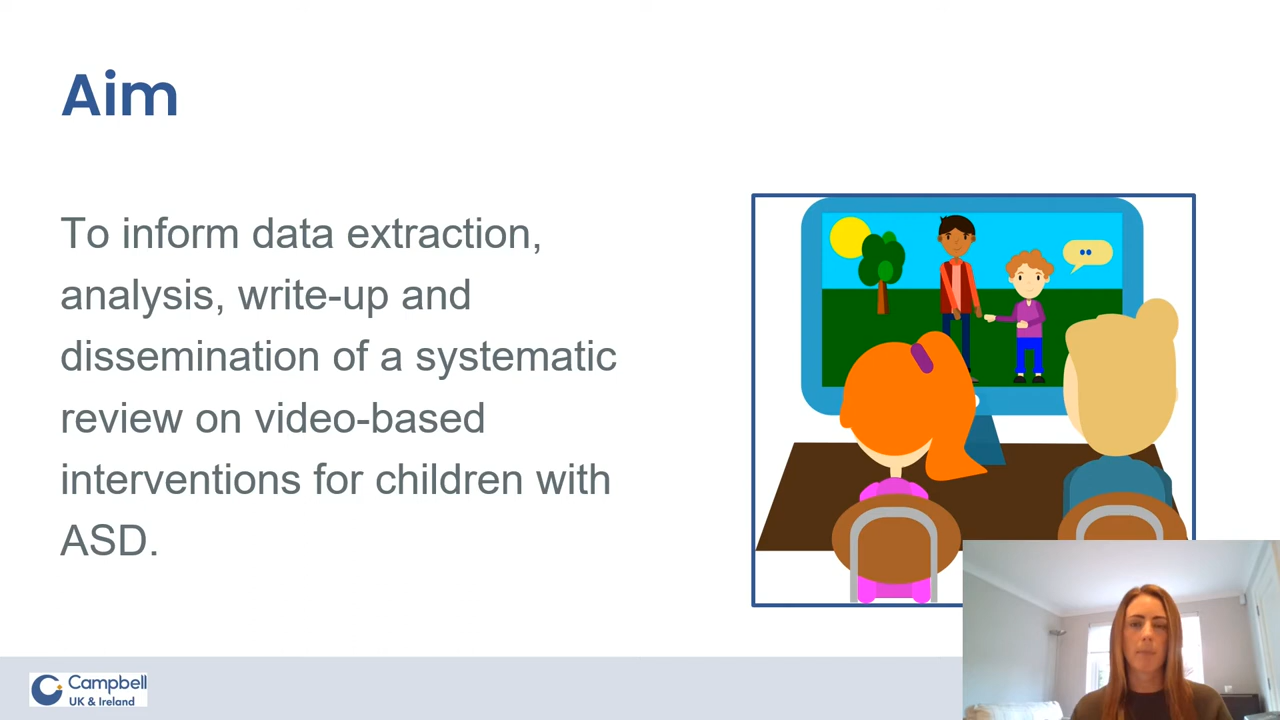 Aim
To inform data extraction,
analysis, write-up and
dissemination of a systematic
review on video-based
interventions for children with
ASD.
Campbell
UK & Ireland